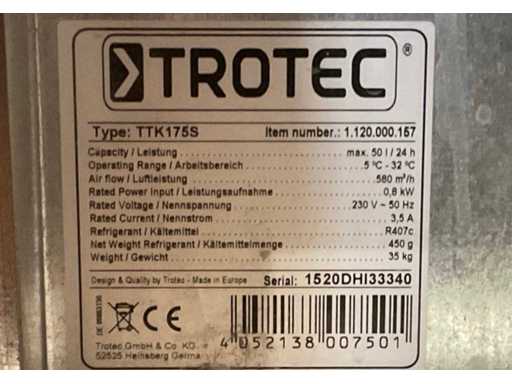 TROTEC®
Type: TTK175S Item number.: 1.120.000.157
Capacity / Leistung max. 50 l / 24 h
Operating Range / Arbeitsbereich 5 °C - 32 °C
Air flow / Luftleistung 580 m³/h
Rated Power Input / Leistungsaufnahme 0,8 kW
Rated Voltage / Nennspannung 230 V ~ 50 Hz
Rated Current / Nennstrom 3,5 A
Refrigerant / Kältemittel R407c
Net Weight Refrigerant / Kältemittelmenge 450 g
Weight / Gewicht 35 kg
Design & Quality by Trotec - Made in Europe Serial: 1520DHI33340
CE
Trotec GmbH & Co. KG
52525 Heinsberg Germa
4 052138 007501